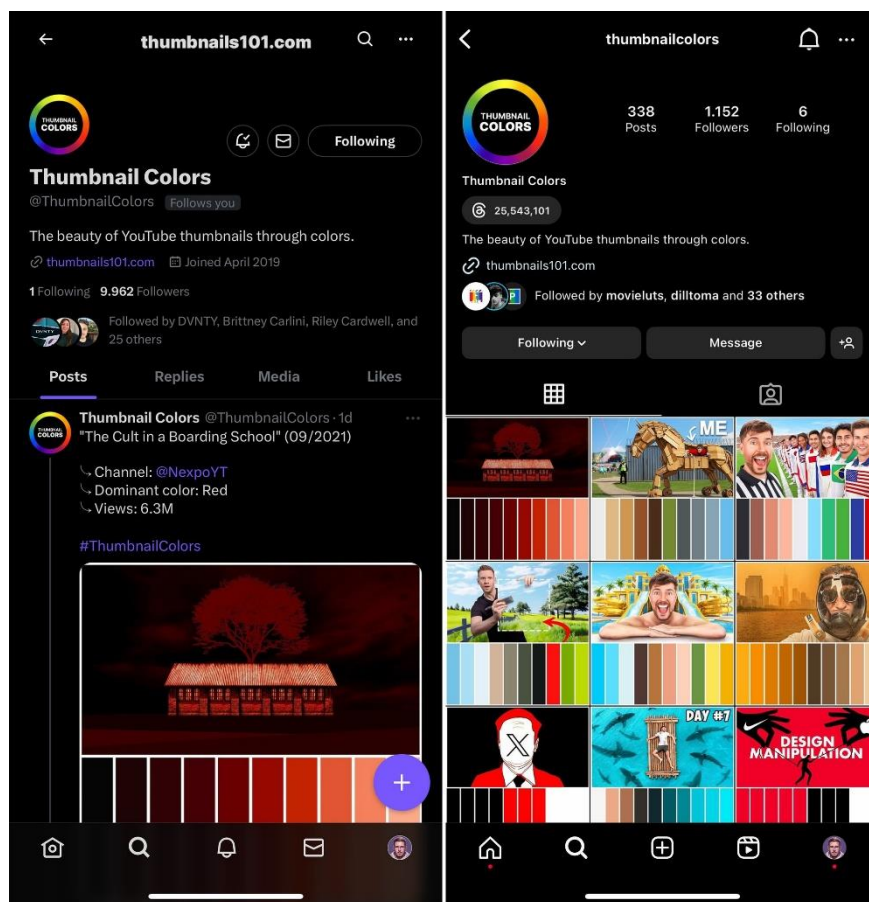 thumbnails101.com
THUMBNAIL
COLORS
Following
Thumbnail Colors
@ThumbnailColors Follows you
The beauty of YouTube thumbnails through colors.
thumbnails101.com Joined April 2019
1 Following 9.962 Followers
Followed by DVNTY, Brittney Carlini, Riley Cardwell, and
25 others
Posts Replies Media Likes
Thumbnail Colors @ThumbnailColors · 1d
"The Cult in a Boarding School" (09/2021)
Channel: @NexpoYT
Dominant color: Red
Views: 6.3M
#ThumbnailColors
thumbnailcolors
THUMBNAIL
COLORS
338 1.152 6
Posts Followers Following
Thumbnail Colors
25,543,101
The beauty of YouTube thumbnails through colors.
thumbnails101.com
Followed by movieluts, dilltoma and 33 others
Following Message
ME
DAY #7
DESIGN
MANIPULATION